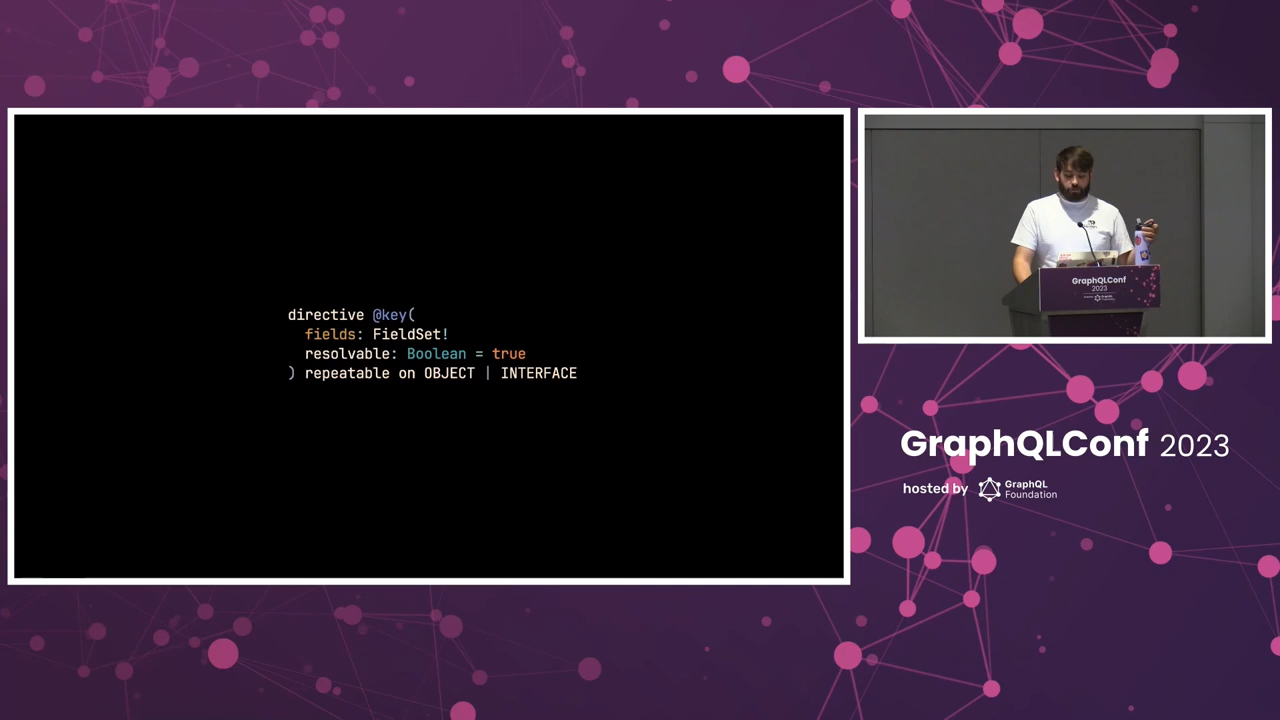 directive @key(
fields: FieldSet!
resolvable: Boolean = true
) repeatable on OBJECT | INTERFACE
GraphQLConf
2023
GraphQLConf 2023
hosted by GraphQL
Foundation